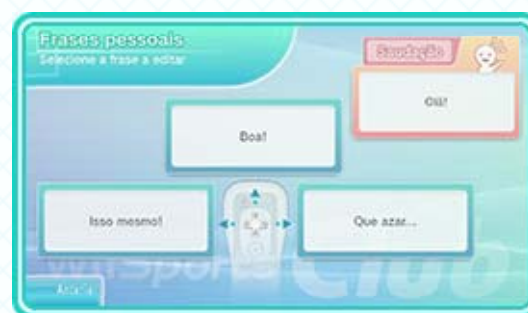 Frases pessoais
Selecione a frase a editar
Saudação
Olá!
Boa!
Isso mesmo!
Que azar...
Wii Sports Club